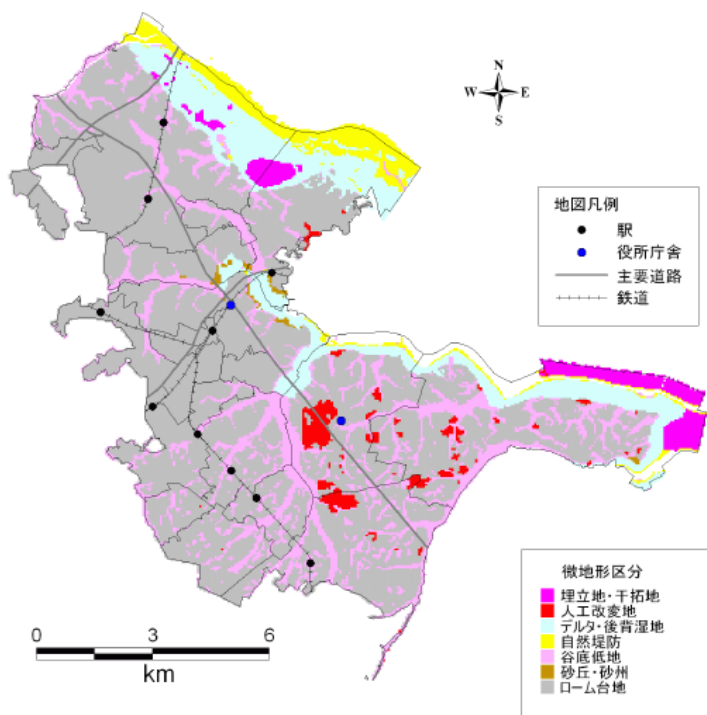 N
W E
S
地図凡例
駅
役所庁舎
主要道路
鉄道
微地形区分
埋立地・干拓地
人工改変地
デルタ・後背湿地
自然堤防
谷底低地
砂丘・砂州
ローム台地
0 3 6
km